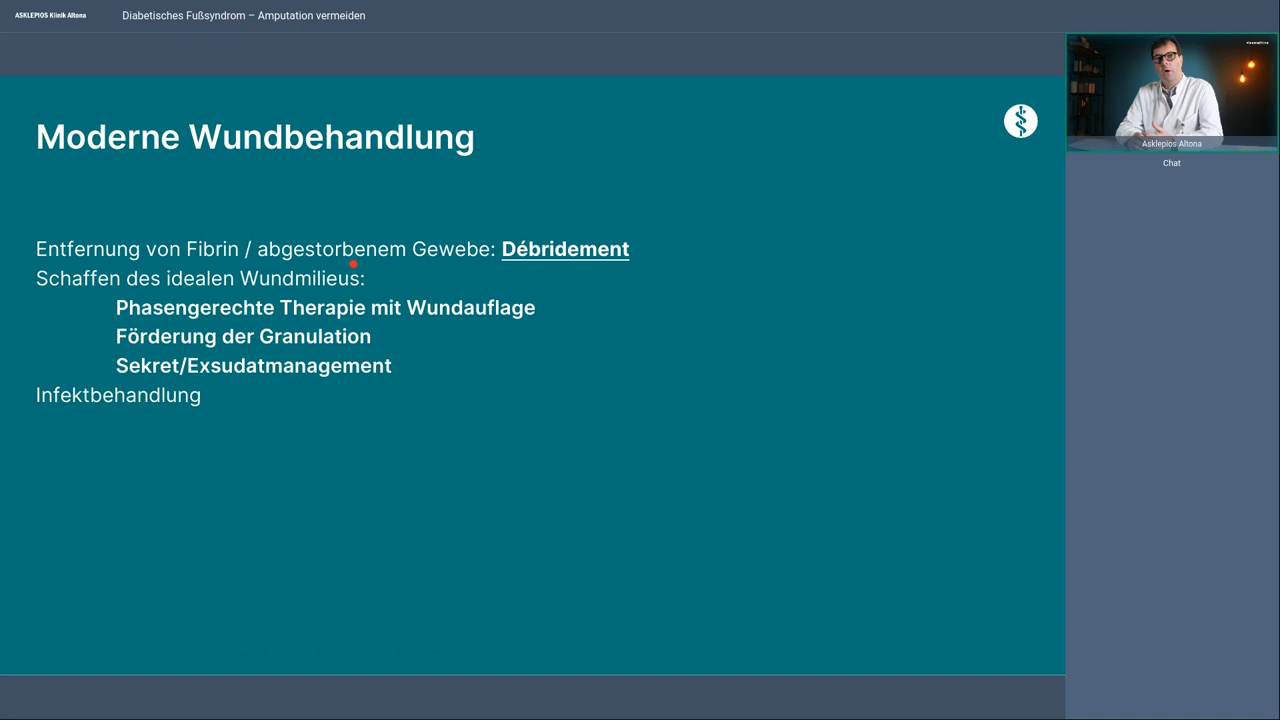 ASKLEPIOS Klinik Altona
Diabetisches Fußsyndrom – Amputation vermeiden
Moderne Wundbehandlung
Entfernung von Fibrin / abgestorbenem Gewebe: Débridement
Schaffen des idealen Wundmilieus:
Phasengerechte Therapie mit Wundauflage
Förderung der Granulation
Sekret/Exsudatmanagement
Infektbehandlung
Asklepios Altona
Chat